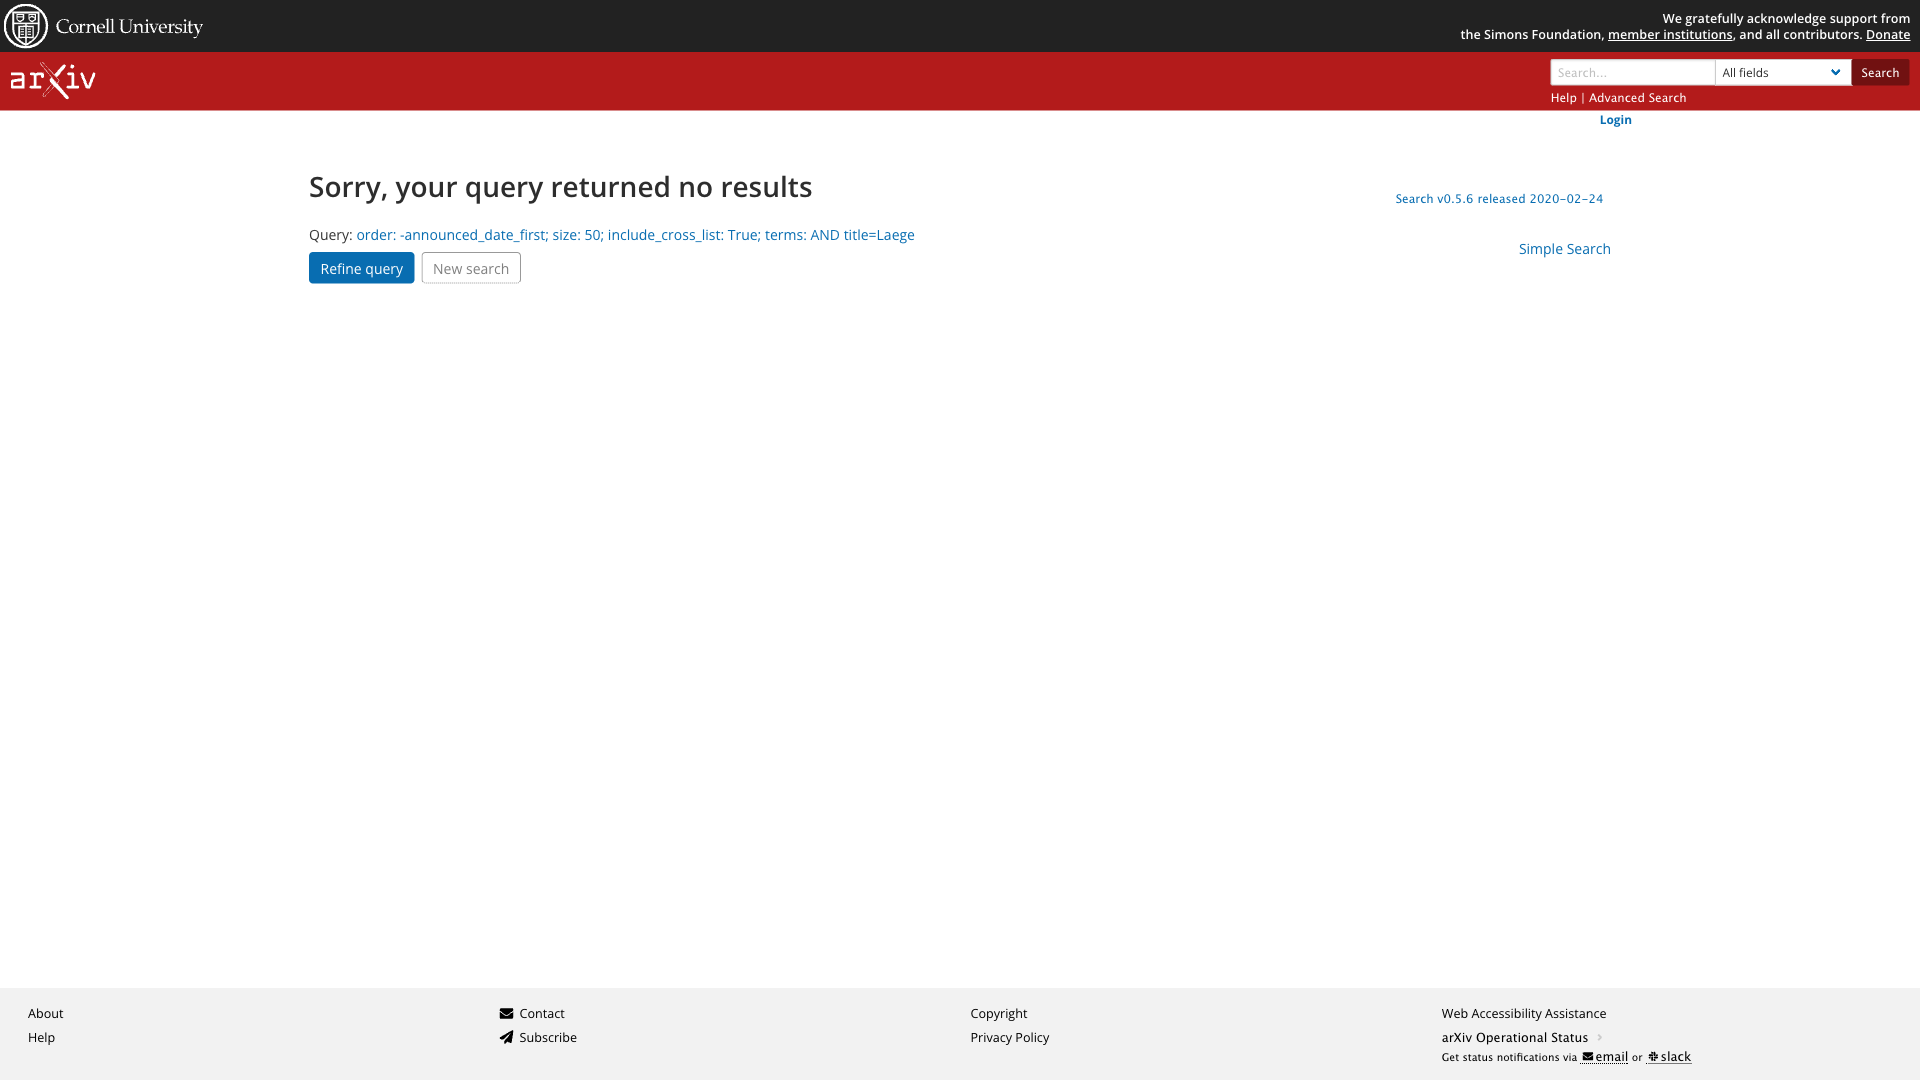 Cornell University
We gratefully acknowledge support from
the Simons Foundation, member institutions, and all contributors. Donate
arXiv
Search...
All fields
Search
Help | Advanced Search
Login
Sorry, your query returned no results
Search v0.5.6 released 2020-02-24
Query: order: -announced_date_first; size: 50; include_cross_list: True; terms: AND title=Laege
Simple Search
Refine query
New search
About
Help
Contact
Subscribe
Copyright
Privacy Policy
Web Accessibility Assistance
arXiv Operational Status
Get status notifications via email or slack